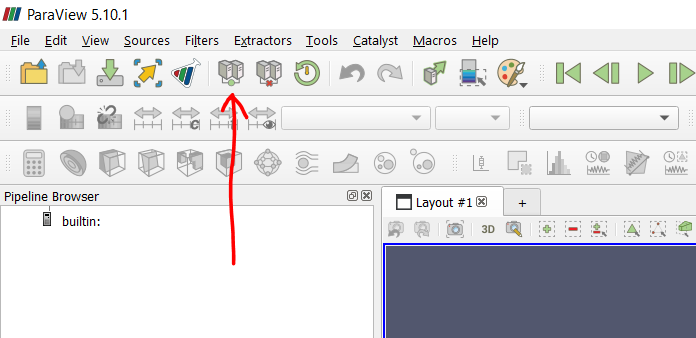 ParaView 5.10.1
File Edit View Sources Filters Extractors Tools Catalyst Macros Help
C
Pipeline Browser
Layout #1 +
builtin:
3D